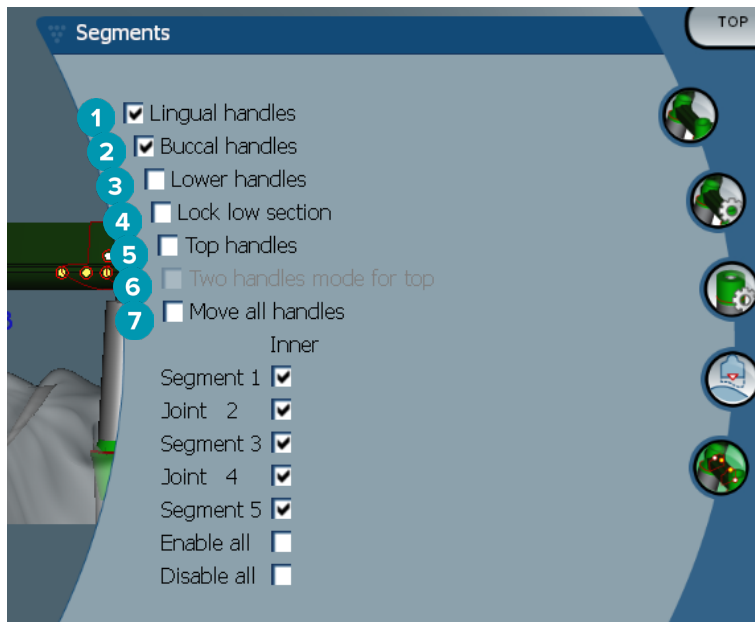 Segments
TOP
1 Lingual handles
2 Buccal handles
3 Lower handles
4 Lock low section
5 Top handles
6 Two handles mode for top
7 Move all handles
Inner
Segment 1
Joint 2
Segment 3
Joint 4
Segment 5
Enable all
Disable all